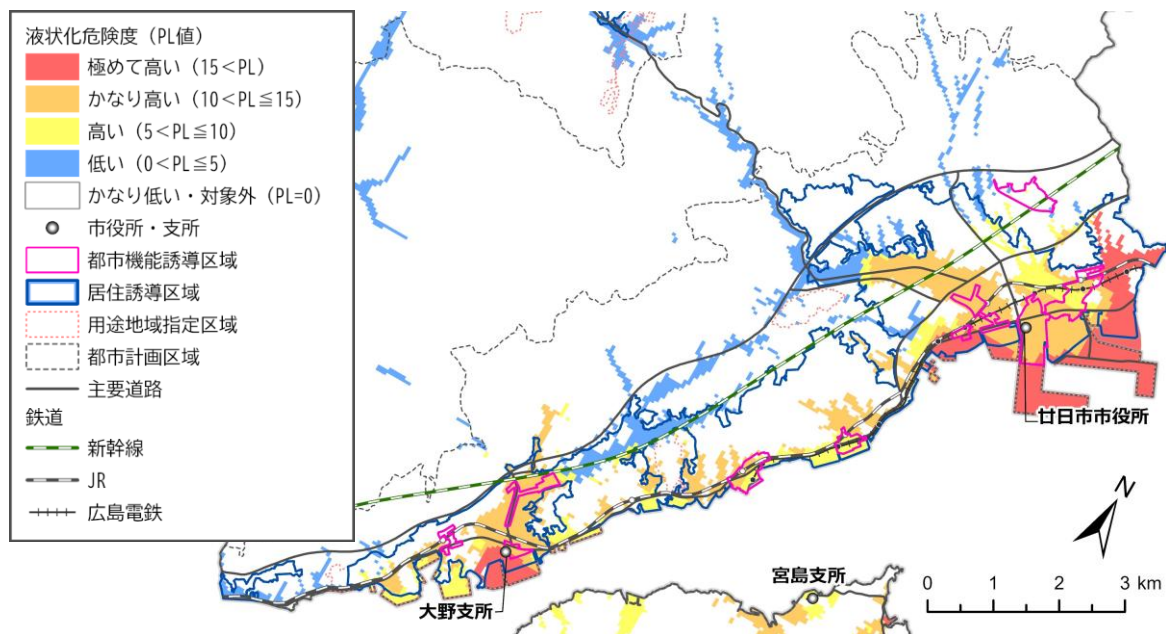 液状化危険度（PL値）
極めて高い（15＜PL）
かなり高い（10＜PL≦15）
高い（5＜PL≦10）
低い（0＜PL≦5）
かなり低い・対象外（PL=0）
市役所・支所
都市機能誘導区域
居住誘導区域
用途地域指定区域
都市計画区域
主要道路
鉄道
新幹線
JR
広島電鉄
廿日市市役所
宮島支所
大野支所
N
0 1 2 3 km